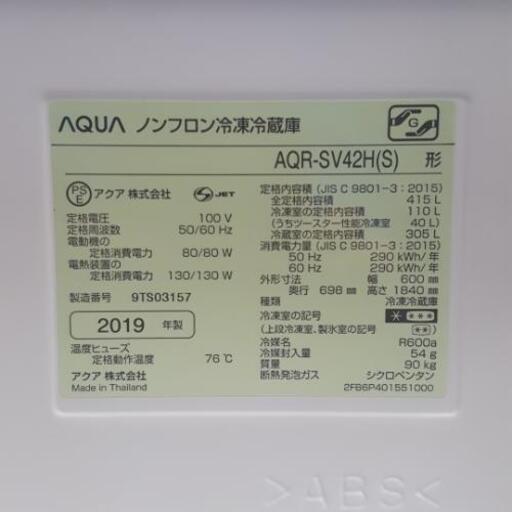 AQUA ノンフロン冷凍冷蔵庫
G
AQR-SV42H(S) 形
PSE アクア 株式会社 S JET
定格電圧 100 V
定格周波数 50/60 Hz
電動機の
定格消費電力 80/80 W
電熱装置の
定格消費電力 130/130 W
製造番号 9TS03157
2019 年製
温度ヒューズ
定格動作温度 76℃
アクア 株式会社
Made in Thailand
定格内容積 (JIS C 9801-3 : 2015)
全定格内容積 415 L
冷凍室の定格内容積 110 L
(うちツースター性能冷凍室 40 L)
冷蔵室の定格内容積 305 L
消費電力量 (JIS C 9801-3 : 2015)
50 Hz 290 kWh/年
60 Hz 290 kWh/年
外形寸法 幅 600 mm
奥行 698 mm 高さ 1840 mm
種類 冷凍冷蔵庫
冷凍室の記号 * ***
(上段冷凍室、製氷室の記号 ** )
冷媒名 R600a
冷媒封入量 54 g
質量 90 kg
断熱発泡ガス シクロペンタン
2FB6P401551000
>ABS<